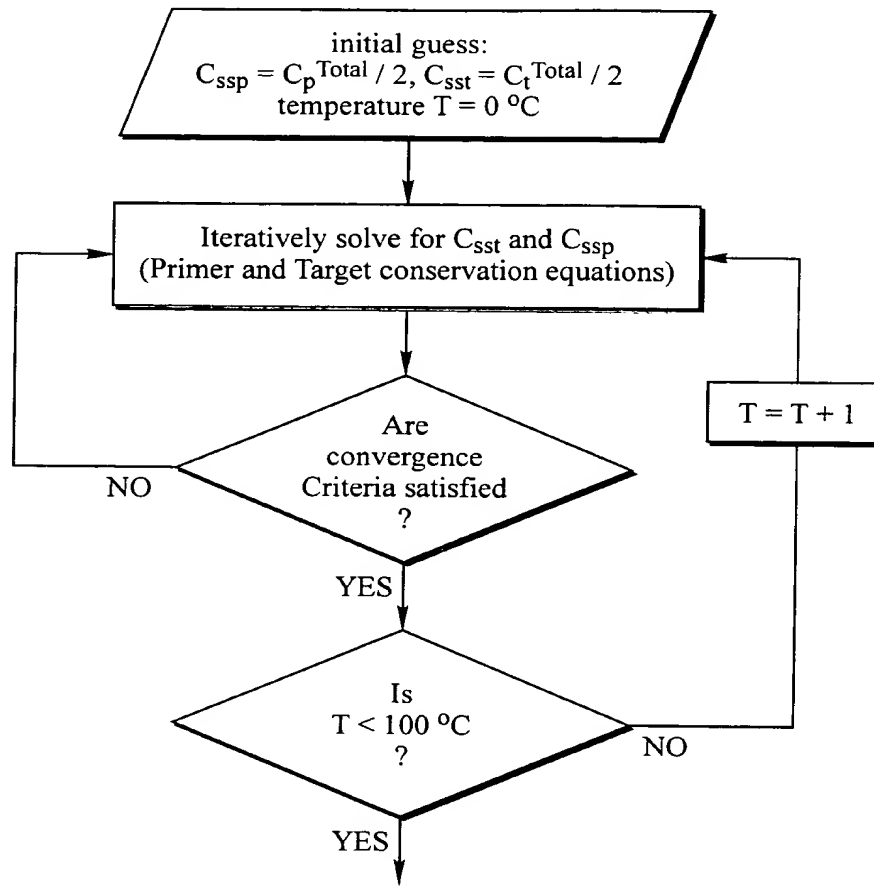 initial guess:
C_ssp = C_p^Total / 2, C_sst = C_t^Total / 2
temperature T = 0 °C
Iteratively solve for C_sst and C_ssp
(Primer and Target conservation equations)
T = T + 1
Are
convergence
Criteria satisfied
?
NO
YES
Is
T < 100 °C
?
NO
YES